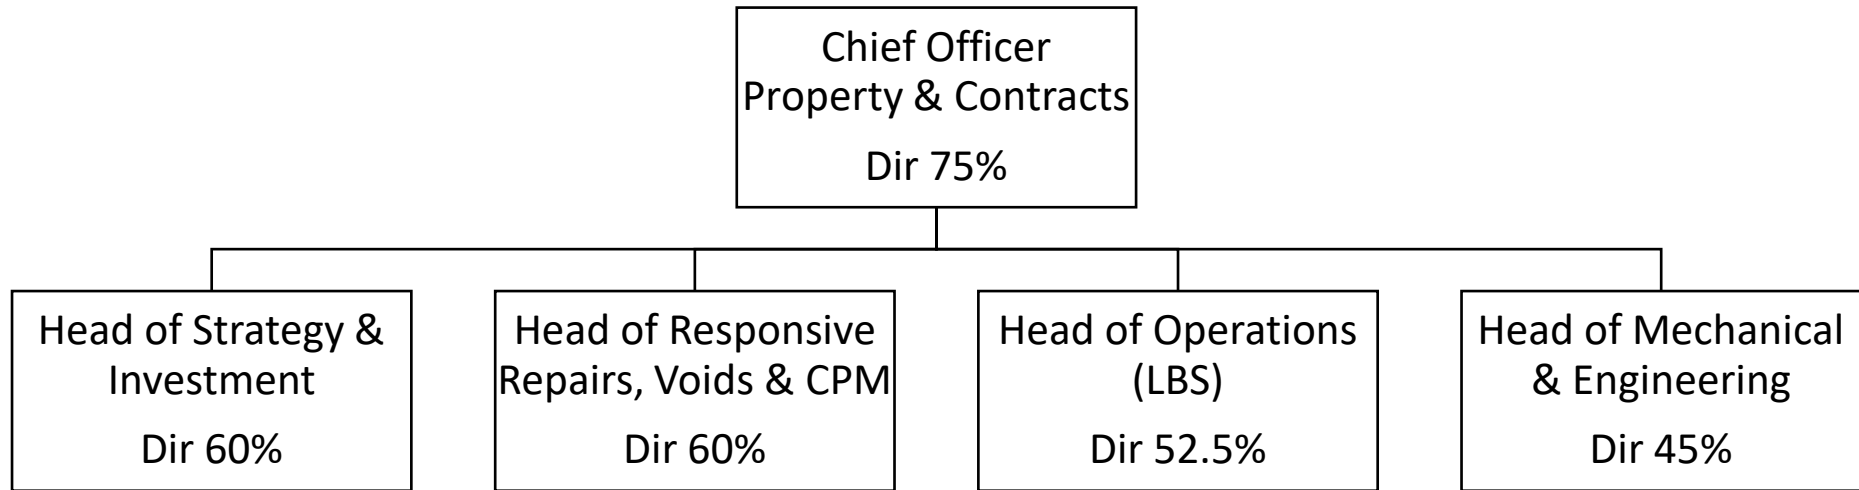 Chief Officer
Property & Contracts
Dir 75%
Head of Strategy &
Investment
Dir 60%
Head of Responsive
Repairs, Voids & CPM
Dir 60%
Head of Operations
(LBS)
Dir 52.5%
Head of Mechanical
& Engineering
Dir 45%